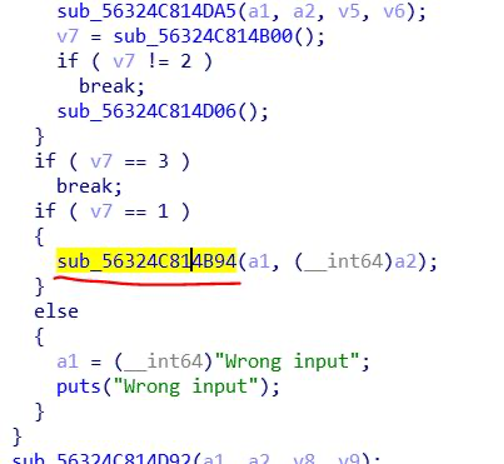 sub_56324C814DA5(a1, a2, v5, v6);
v7 = sub_56324C814B00();
if ( v7 != 2 )
break;
sub_56324C814D06();
}
if ( v7 == 3 )
break;
if ( v7 == 1 )
{
sub_56324C814B94(a1, (__int64)a2);
}
else
{
a1 = (__int64)"Wrong input";
puts("Wrong input");
}
}
sub_56324C814D92(a1, a2, v8, v9);